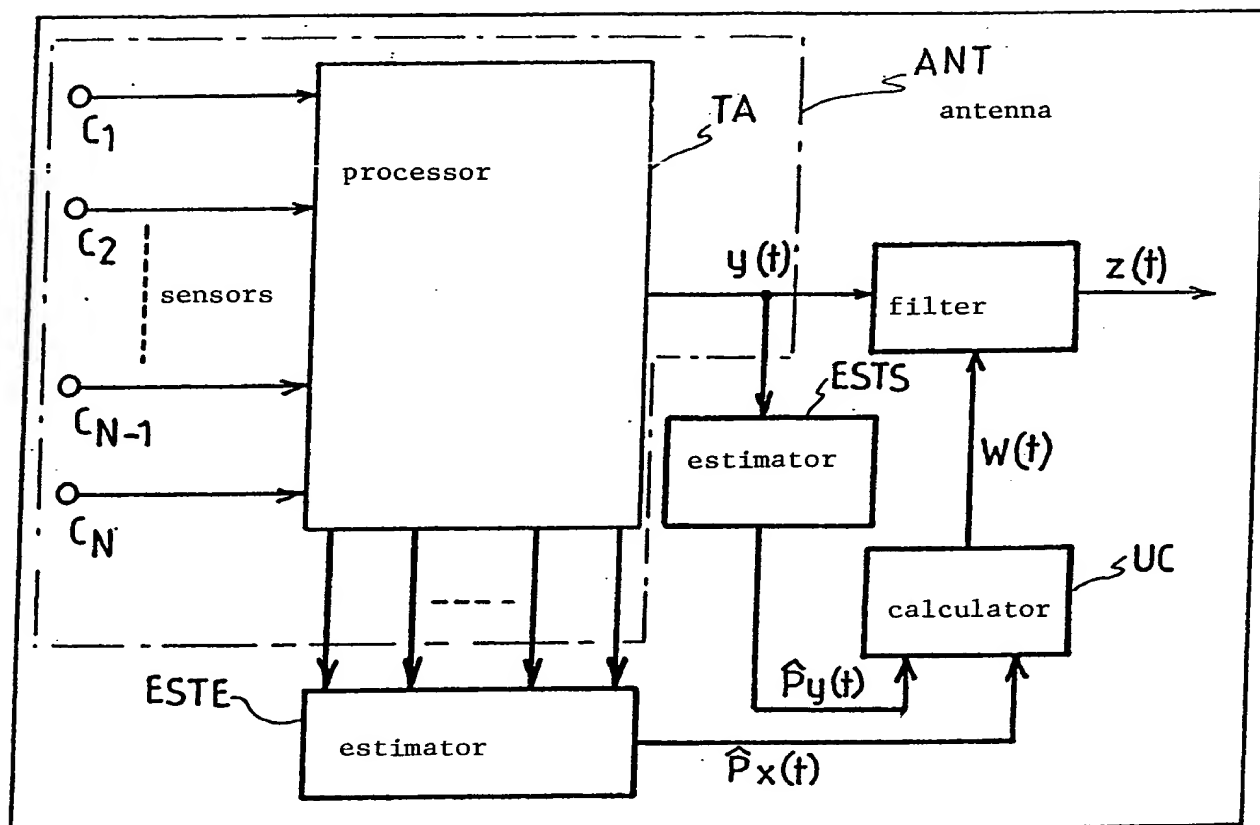 ANT
antenna
C1
TA
processor
C2
sensors
y(t)
z(t)
filter
ESTS
CN-1
estimator
W(t)
CN
UC
calculator
ESTE
P̂y(t)
estimator
P̂x(t)